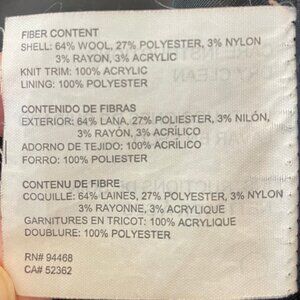 FIBER CONTENT
SHELL: 64% WOOL, 27% POLYESTER, 3% NYLON
3% RAYON, 3% ACRYLIC
KNIT TRIM: 100% ACRYLIC
LINING: 100% POLYESTER
CONTENIDO DE FIBRAS
EXTERIOR: 64% LANA, 27% POLIESTER, 3% NILÓN,
3% RAYÓN, 3% ACRÍLICO
ADORNO DE TEJIDO: 100% ACRÍLICO
FORRO: 100% POLIESTER
CONTENU DE FIBRE
COQUILLE: 64% LAINES, 27% POLYESTER, 3% NYLON
3% RAYONNE, 3% ACRYLIQUE
GARNITURES EN TRICOT: 100% ACRYLIQUE
DOUBLURE: 100% POLYESTER
RN# 94468
CA# 52362